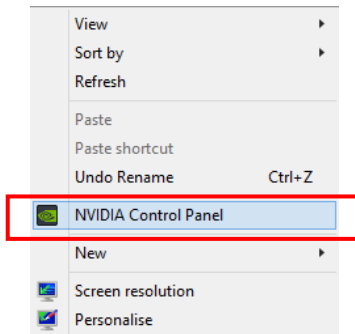 View
Sort by
Refresh
Paste
Paste shortcut
Undo Rename Ctrl+Z
NVIDIA Control Panel
New
Screen resolution
Personalise